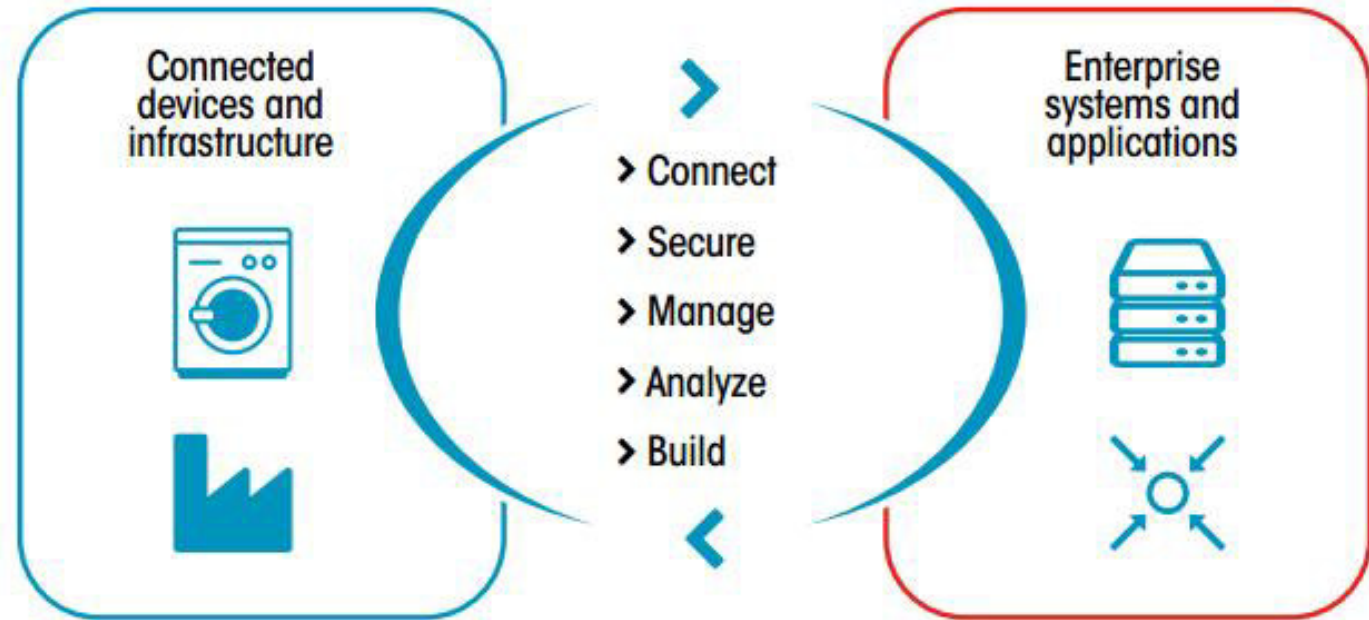 Connected
devices and
infrastructure
> Connect
> Secure
> Manage
> Analyze
> Build
Enterprise
systems and
applications